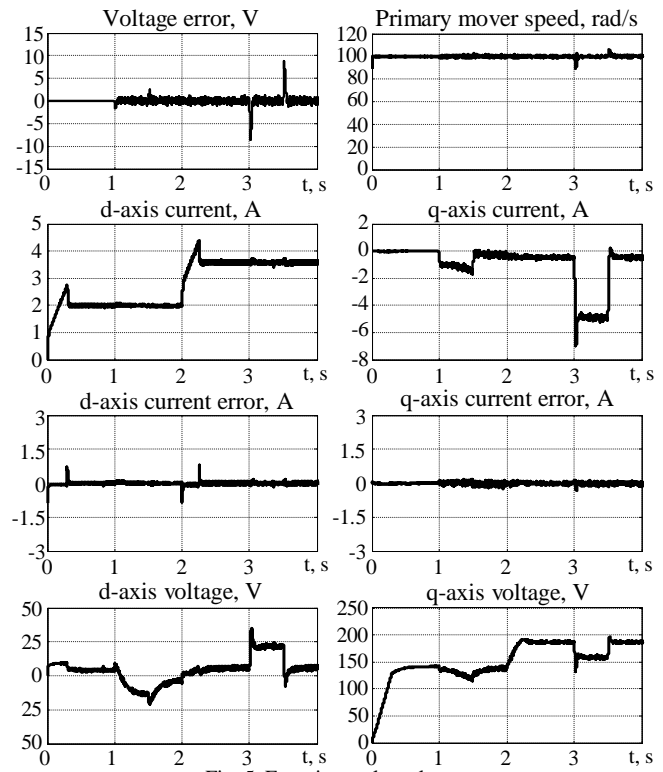 Voltage error, V
15
10
5
0
-5
-10
-15
0 1 2 3 t, s
Primary mover speed, rad/s
120
100
80
60
40
20
0
0 1 2 3 t, s
d-axis current, A
5
4
3
2
1
0
0 1 2 3 t, s
q-axis current, A
2
0
-2
-4
-6
-8
0 1 2 3 t, s
d-axis current error, A
3
1.5
0
-1.5
-3
0 1 2 3 t, s
q-axis current error, A
3
1.5
0
-1.5
-3
0 1 2 3 t, s
d-axis voltage, V
50
25
0
25
50
0 1 2 3 t, s
q-axis voltage, V
250
200
150
100
50
0
0 1 2 3 t, s